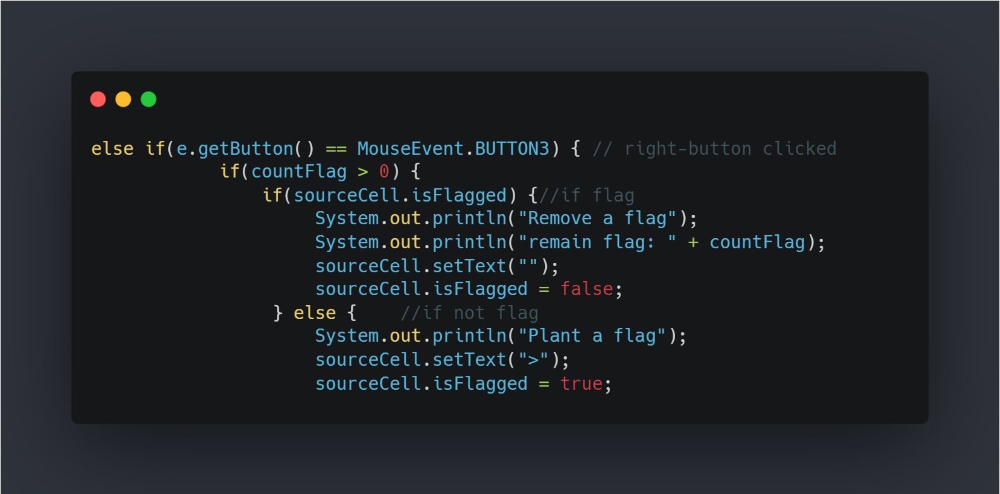 else if(e.getButton() == MouseEvent.BUTTON3) { // right-button clicked
if(countFlag > 0) {
if(sourceCell.isFlagged) {//if flag
System.out.println("Remove a flag");
System.out.println("remain flag: " + countFlag);
sourceCell.setText("");
sourceCell.isFlagged = false;
} else {    //if not flag
System.out.println("Plant a flag");
sourceCell.setText(">");
sourceCell.isFlagged = true;